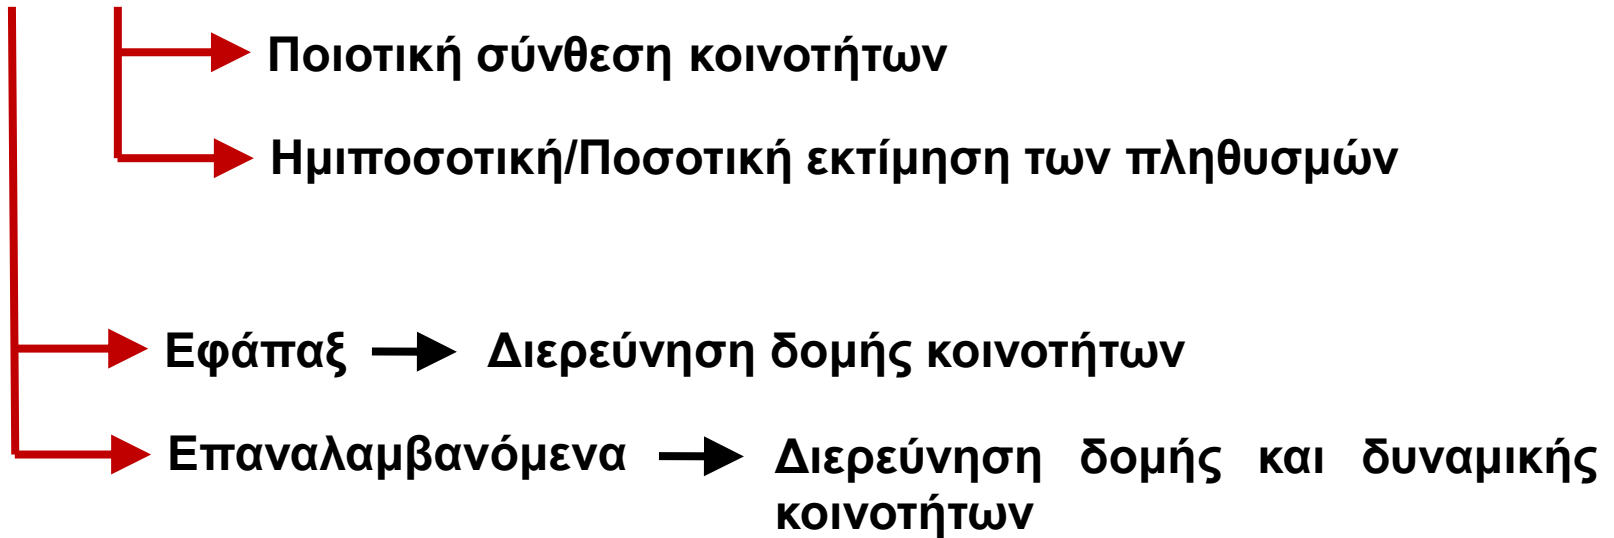 Ποιοτική σύνθεση κοινοτήτων
Ημιποσοτική/Ποσοτική εκτίμηση των πληθυσμών
Εφάπαξ Διερεύνηση δομής κοινοτήτων
Επαναλαμβανόμενα Διερεύνηση δομής και δυναμικής
κοινοτήτων